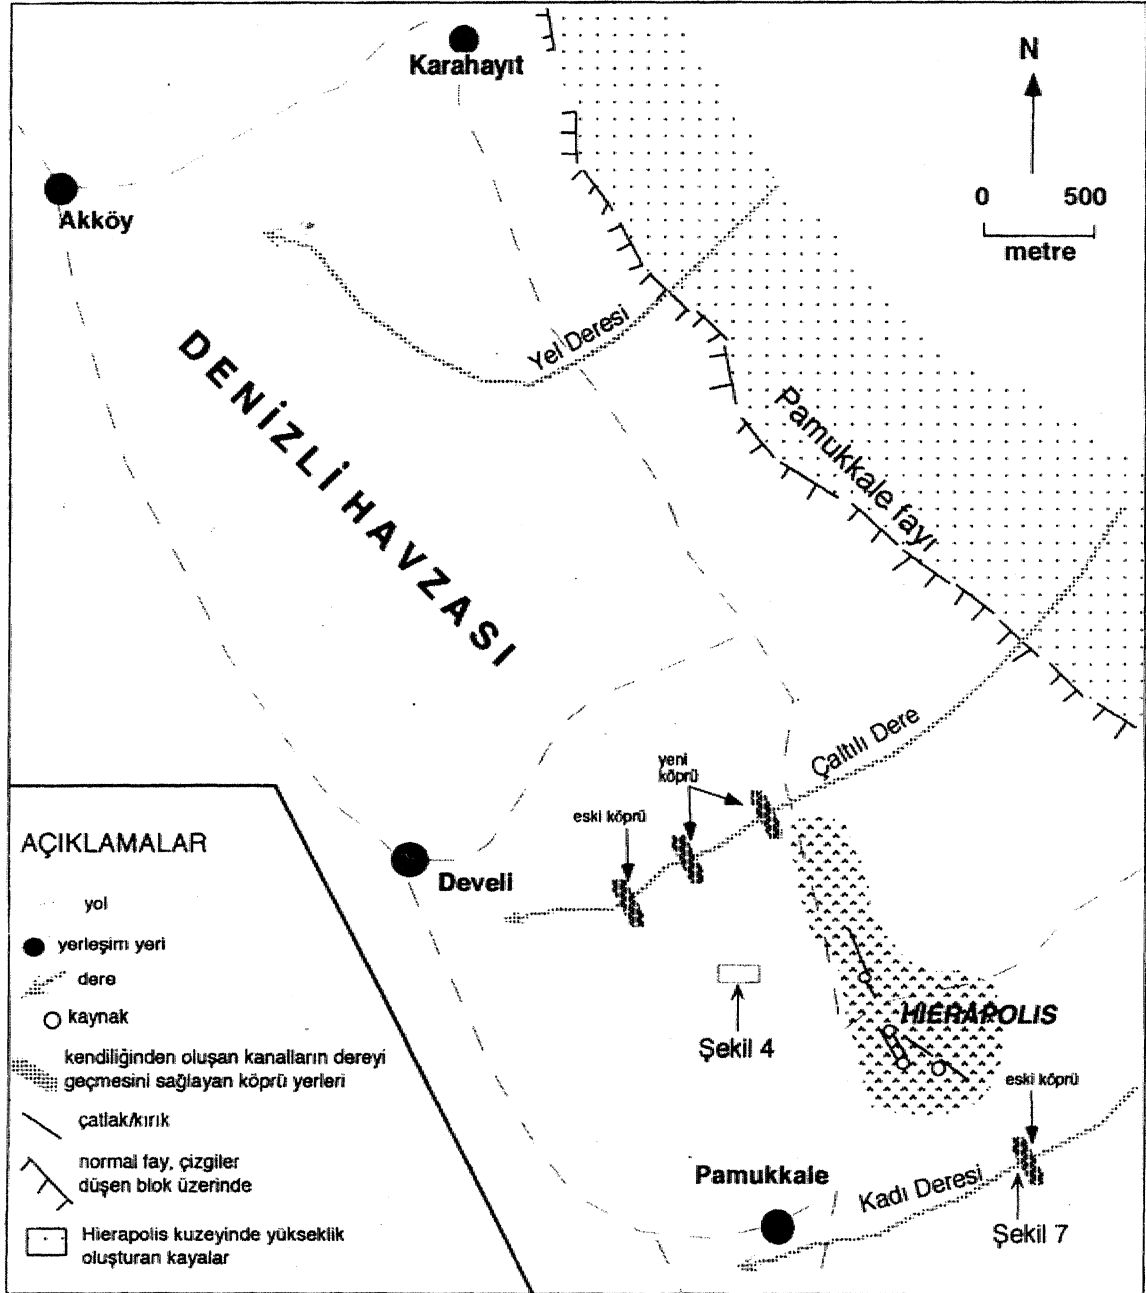 Karahayıt
N
Akköy
0 500
metre
Yel Deresi
DENİZLİ HAVZASI
Pamukkale fayı
Çaltılı Dere
yeni
köprü
eski köprü
Develi
HIERAPOLIS
Şekil 4
eski köprü
Pamukkale
Kadı Deresi
Şekil 7
AÇIKLAMALAR
yol
yerleşim yeri
dere
kaynak
kendiliğinden oluşan kanalların dereyi
geçmesini sağlayan köprü yerleri
çatlak/kırık
normal fay, çizgiler
düşen blok üzerinde
Hierapolis kuzeyinde yükseklik
oluşturan kayalar